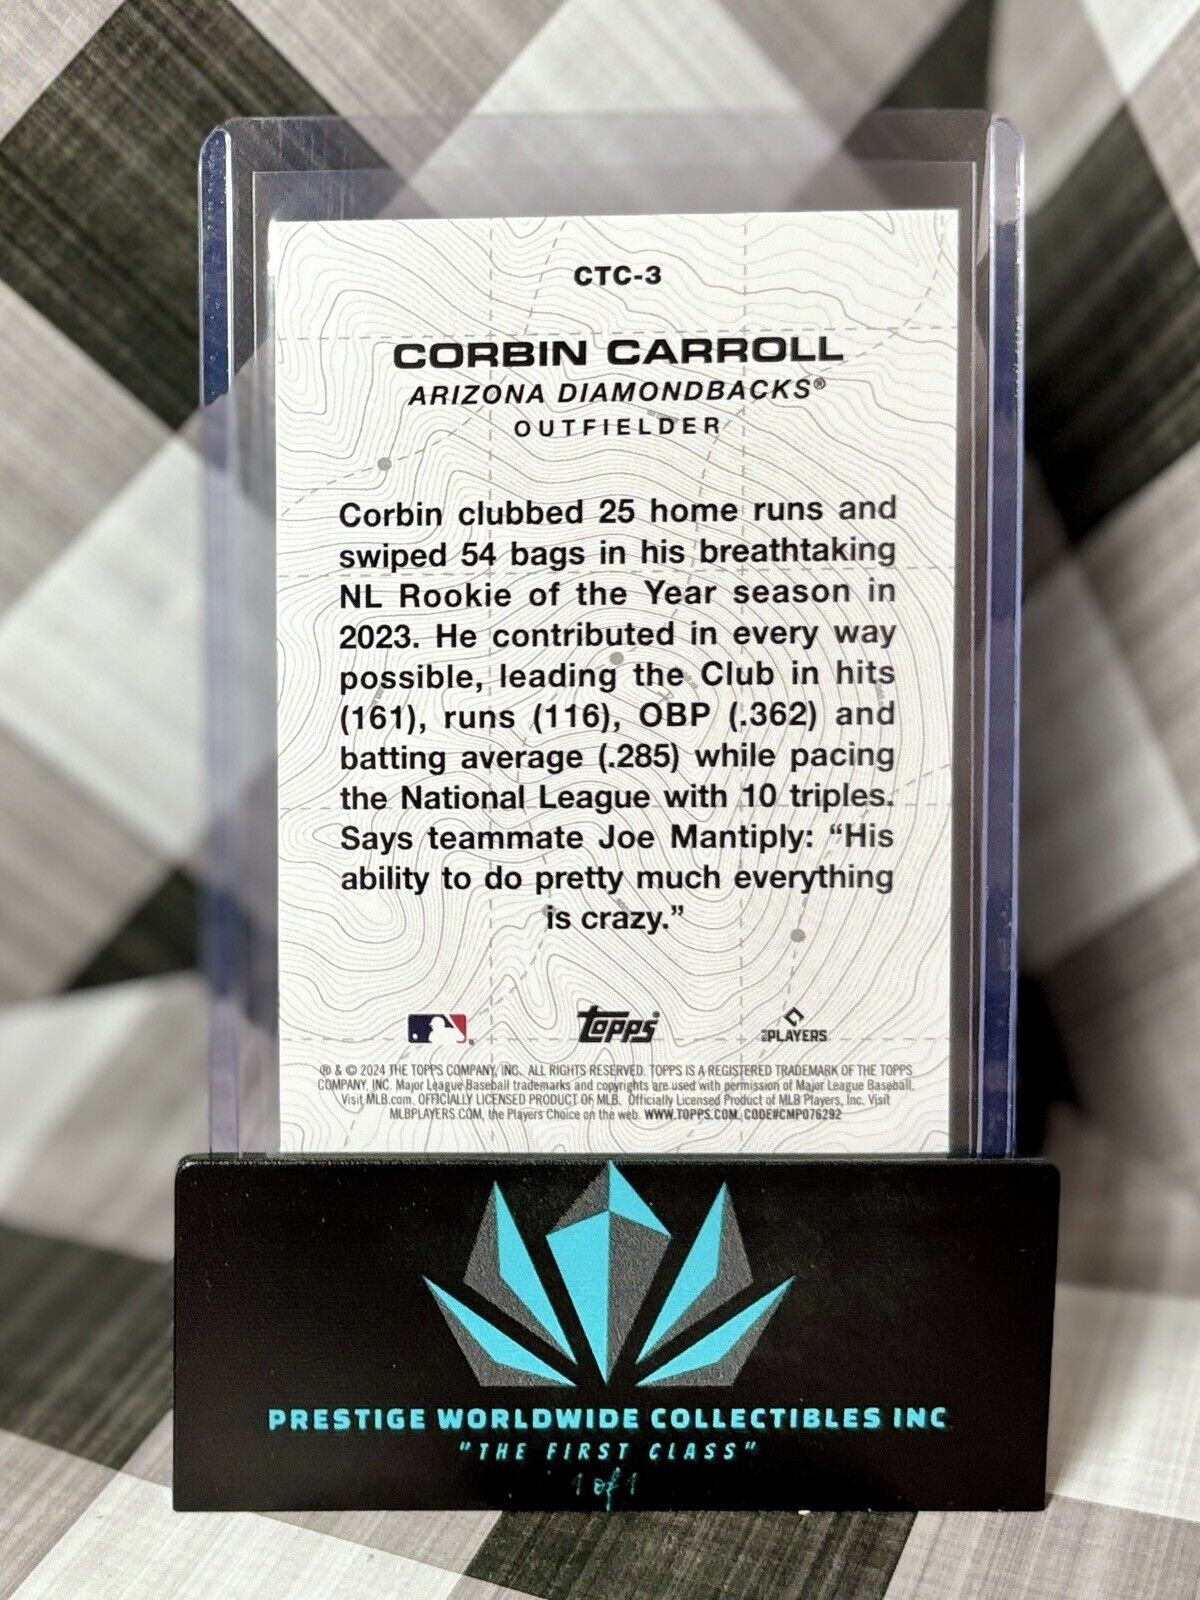 CTC-3
CORBIN CARROLL
ARIZONA DIAMONDBACKS®
OUTFIELDER
Corbin clubbed 25 home runs and
swiped 54 bags in his breathtaking
NL Rookie of the Year season in
2023. He contributed in every way
possible, leading the Club in hits
(161), runs (116), OBP (.362) and
batting average (.285) while pacing
the National League with 10 triples.
Says teammate Joe Mantiply: “His
ability to do pretty much everything
is crazy.”
topps
MLB PLAYERS
® & © 2024 THE TOPPS COMPANY, INC. ALL RIGHTS RESERVED. TOPPS IS A REGISTERED TRADEMARK OF THE TOPPS
COMPANY, INC. Major League Baseball trademarks and copyrights are used with permission of Major League Baseball.
Visit MLB.com. OFFICIALLY LICENSED PRODUCT OF MLB. Officially Licensed Product of MLB Players, Inc. Visit
MLBPLAYERS.COM, the Players Choice on the web. WWW.TOPPS.COM. CODE#CMP076292
PRESTIGE WORLDWIDE COLLECTIBLES INC
"THE FIRST CLASS"
1 of 1